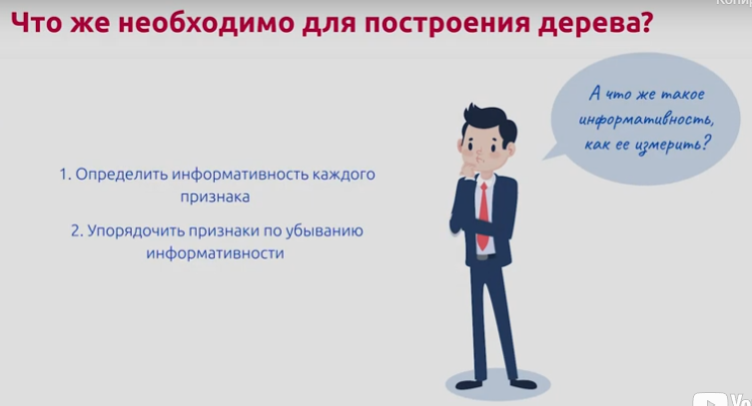 Что же необходимо для построения дерева?
А что же такое
информативность,
как ее измерить?
1. Определить информативность каждого
признака
2. Упорядочить признаки по убыванию
информативности